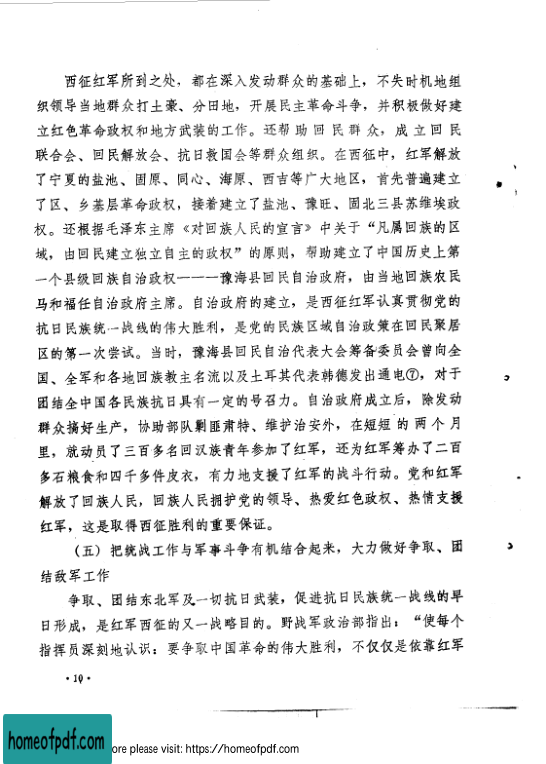 西征红军所到之处，都在深入发动群众的基础上，不失时机地组
织领导当地群众打土豪、分田地，开展民主革命斗争，并积极做好建
立红色革命政权和地方武装的工作。还帮助回民群众，成立回民
联合会、回民解放会、抗日救国会等群众组织。在西征中，红军解放
了宁夏的盐池、固原、同心、海原、西吉等广大地区，首先普遍建立
了区、乡基层革命政权，接着建立了盐池、豫旺、固北三县苏维埃政
权。还根据毛泽东主席《对回族人民的宣言》中关于“凡属回族的区
域，由回民建立独立自主的政权”的原则，帮助建立了中国历史上第
一个县级回族自治政权———豫海县回民自治政府，由当地回族农民
马和福任自治政府主席。自治政府的建立，是西征红军认真贯彻党的
抗日民族统一战线的伟大胜利，是党的民族区域自治政策在回民聚居
区的第一次尝试。当时，豫海县回民自治代表大会筹备委员会曾向全
国、全军和各地回族教主名流以及土耳其代表韩德发出通电⑦，对于
团结全中国各民族抗日具有一定的号召力。自治政府成立后，除发动
群众搞好生产，协助部队剿匪肃特、维护治安外，在短短的两个月
里，就动员了三百多名回汉族青年参加了红军，还为红军筹办了二百
多石粮食和四千多件皮衣，有力地支援了红军的战斗行动。党和红军
解放了回族人民，回族人民拥护党的领导、热爱红色政权、热情支援
红军，这是取得西征胜利的重要保证。
（五）把统战工作与军事斗争有机结合起来，大力做好争取、团
结敌军工作
争取、团结东北军及一切抗日武装，促进抗日民族统一战线的早
日形成，是红军西征的又一战略目的。野战军政治部指出：“使每个
指挥员深刻地认识：要争取中国革命的伟大胜利，不仅仅是依靠红军
·10·
homeofpdf.com
ore please visit: https://homeofpdf.com